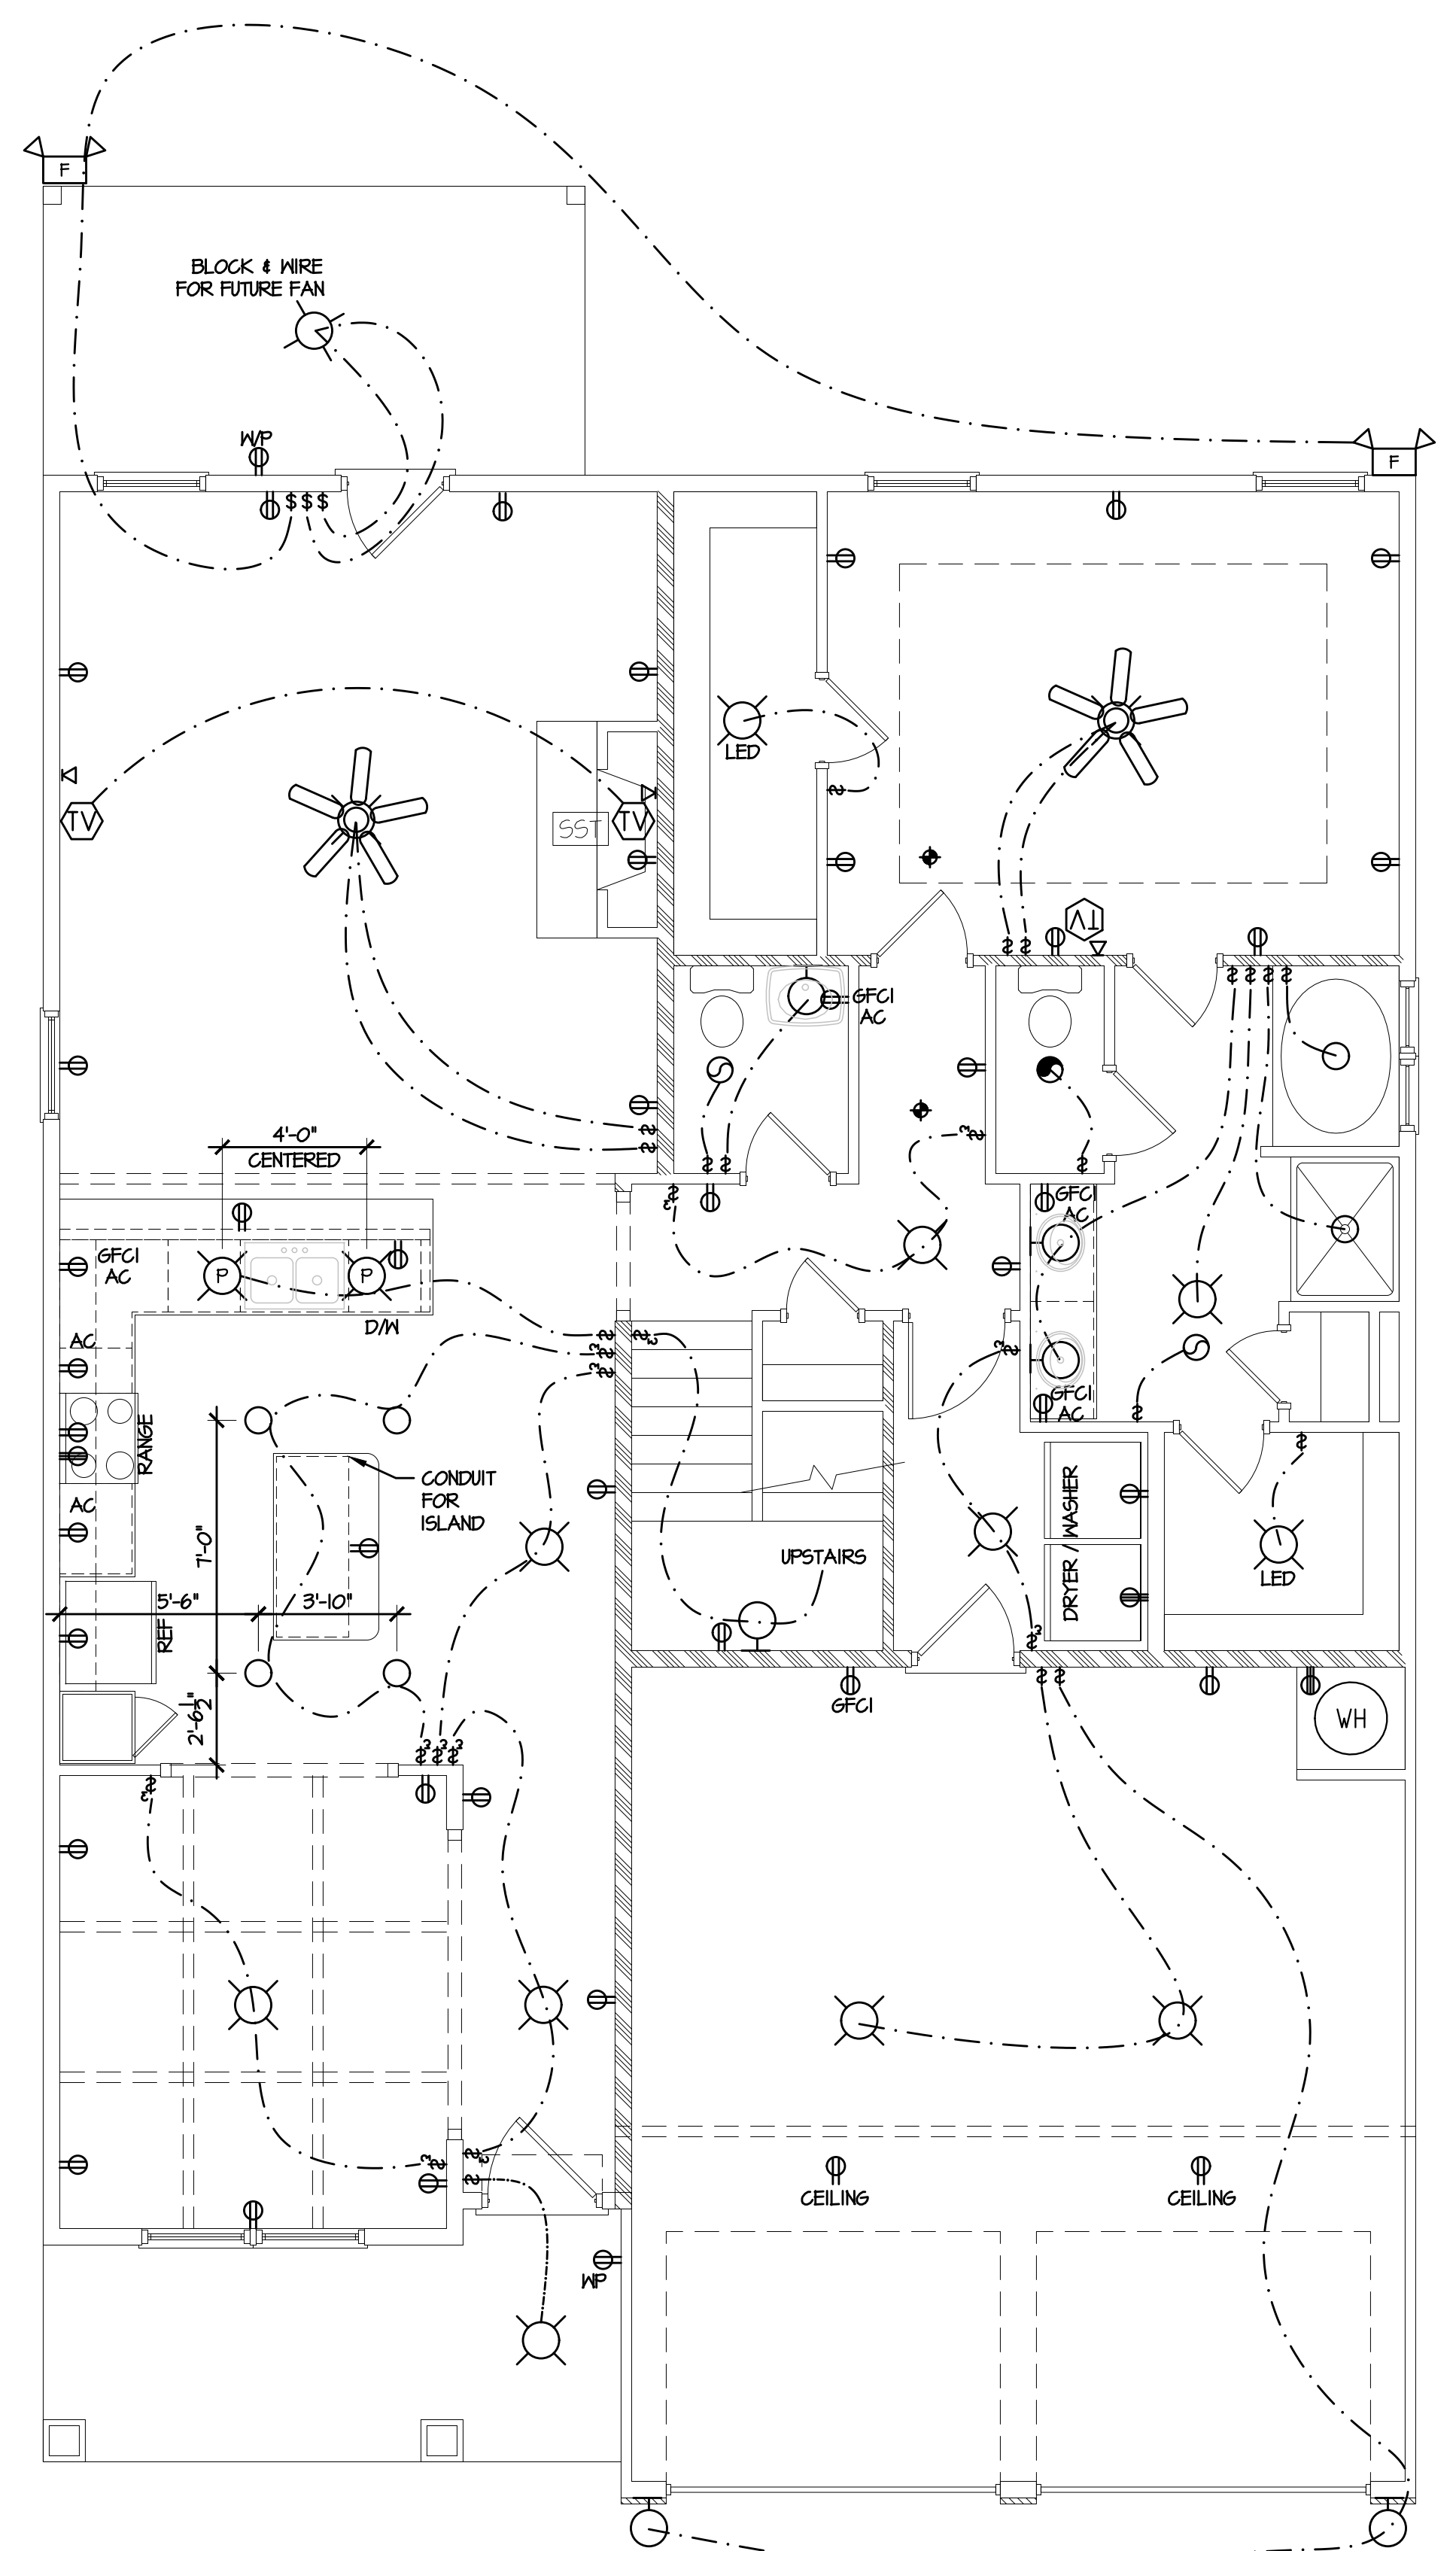 F
BLOCK & WIRE
FOR FUTURE FAN
W/P
F
$ $ $
LED
TV
SST
TV
TV
GFCI
AC
4'-0"
CENTERED
GFCI
AC
GFCI
AC
P
P
D/W
AC
RANGE
GFCI
AC
CONDUIT
FOR
ISLAND
AC
7'-0"
DRYER / WASHER
UPSTAIRS
LED
5'-6"
3'-10"
REF
GFCI
2'-6 1/2"
WH
CEILING
CEILING
WP